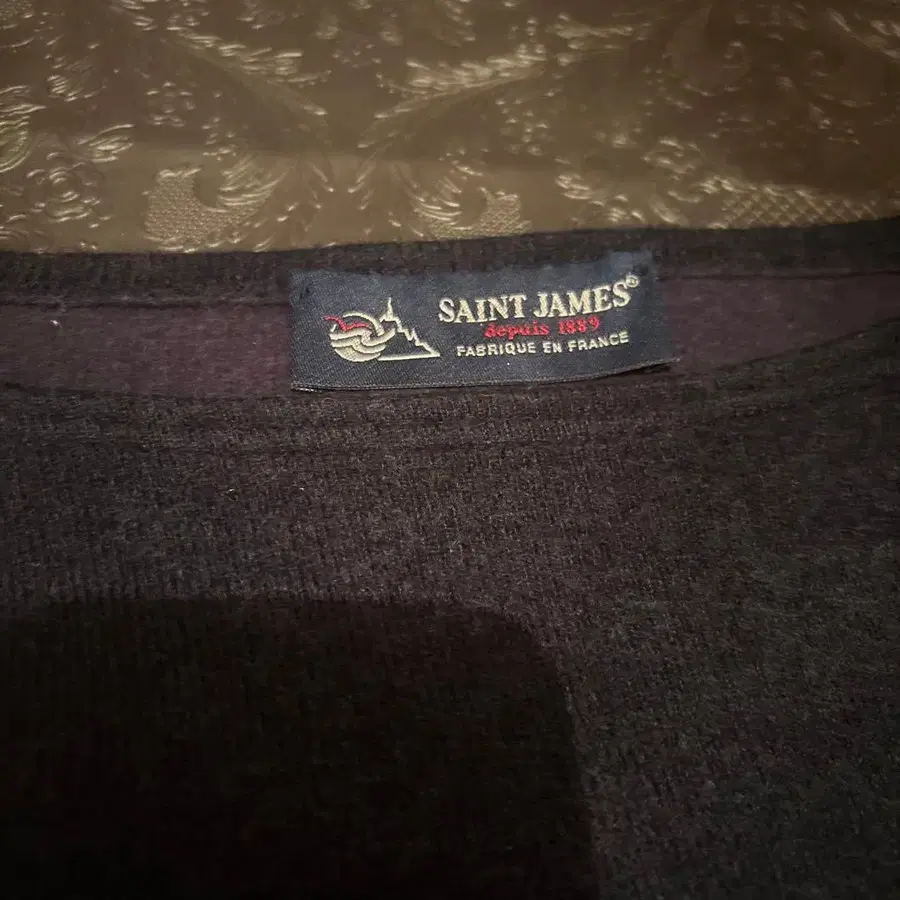 SAINT JAMES®
depuis 1889
FABRIQUE EN FRANCE